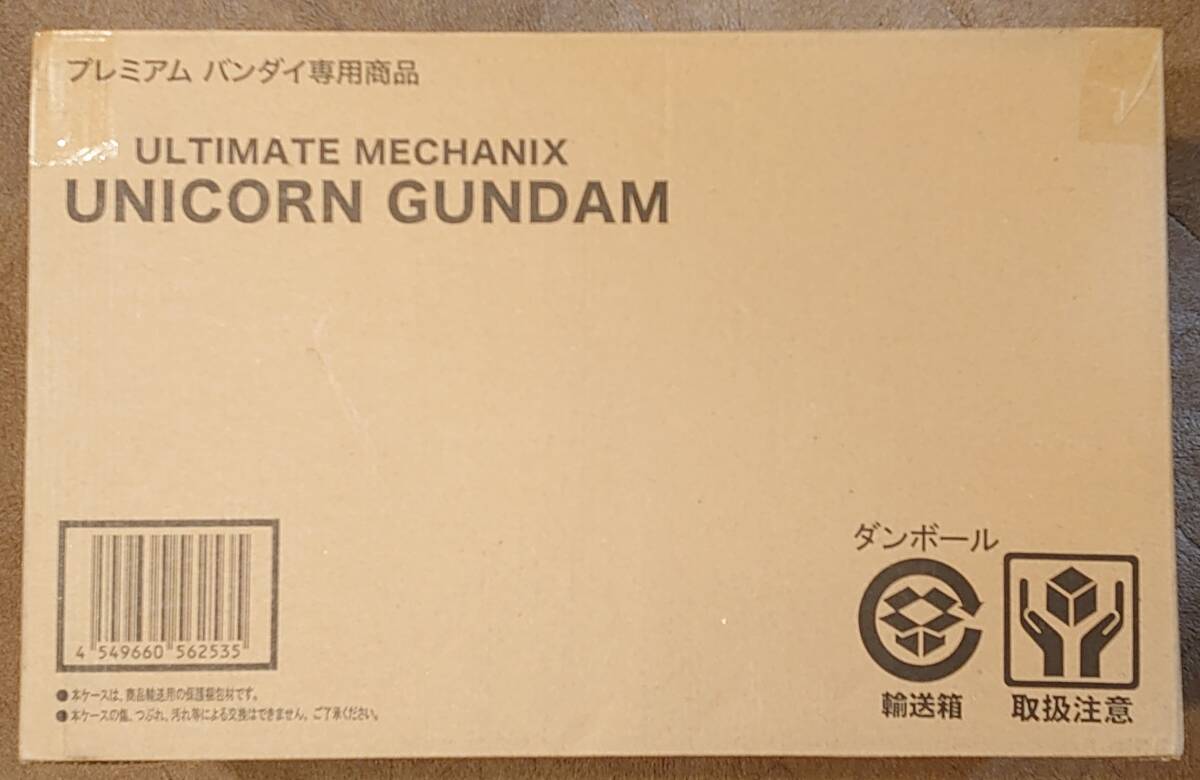 プレミアム バンダイ専用商品
ULTIMATE MECHANIX
UNICORN GUNDAM
4 549660 562535
●本ケースは、商品輸送用の保護梱包材です。
●本ケースの傷、つぶれ、汚れ等による交換はできません。ご了承ください。
ダンボール
輸送箱
取扱注意